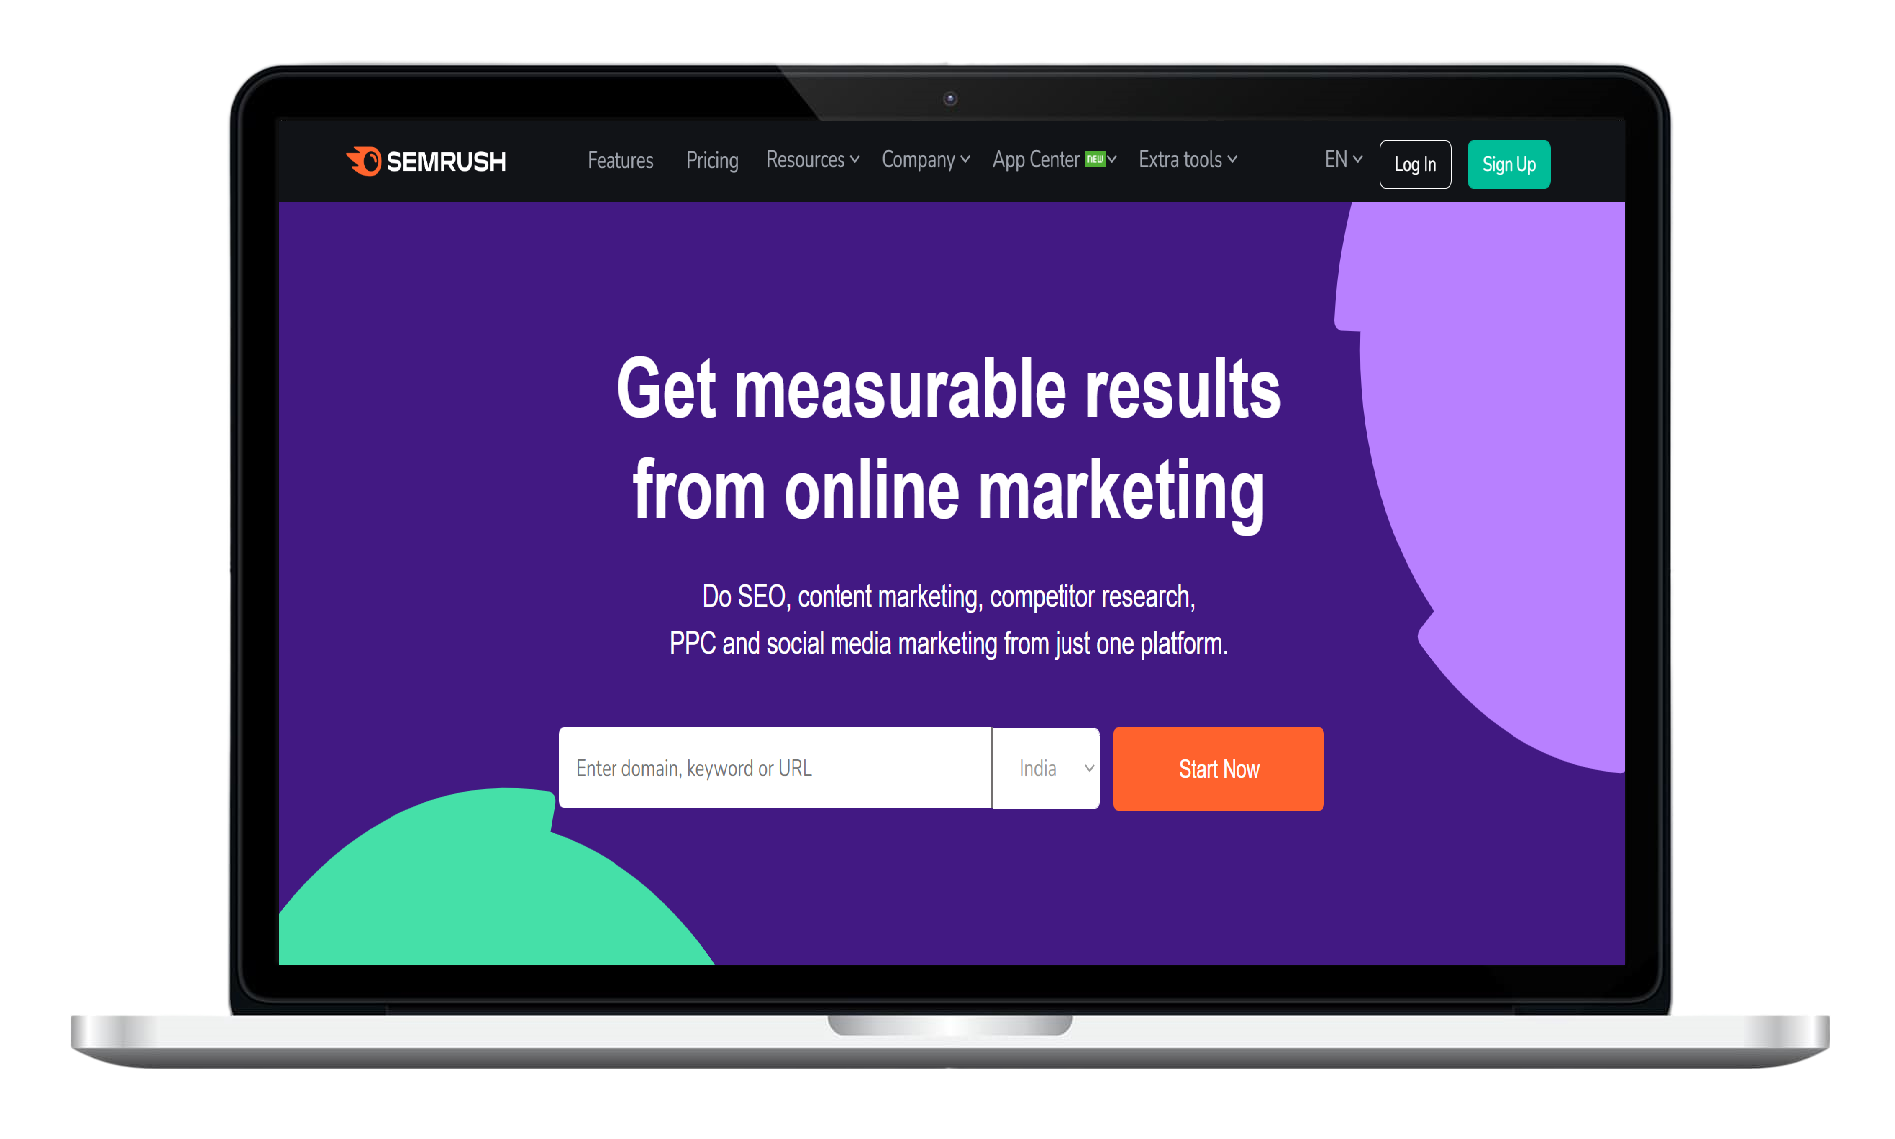 SEMRUSH Features Pricing Resources Company App Center NEW Extra tools EN Log In Sign Up
Get measurable results
from online marketing
Do SEO, content marketing, competitor research,
PPC and social media marketing from just one platform.
Enter domain, keyword or URL India Start Now